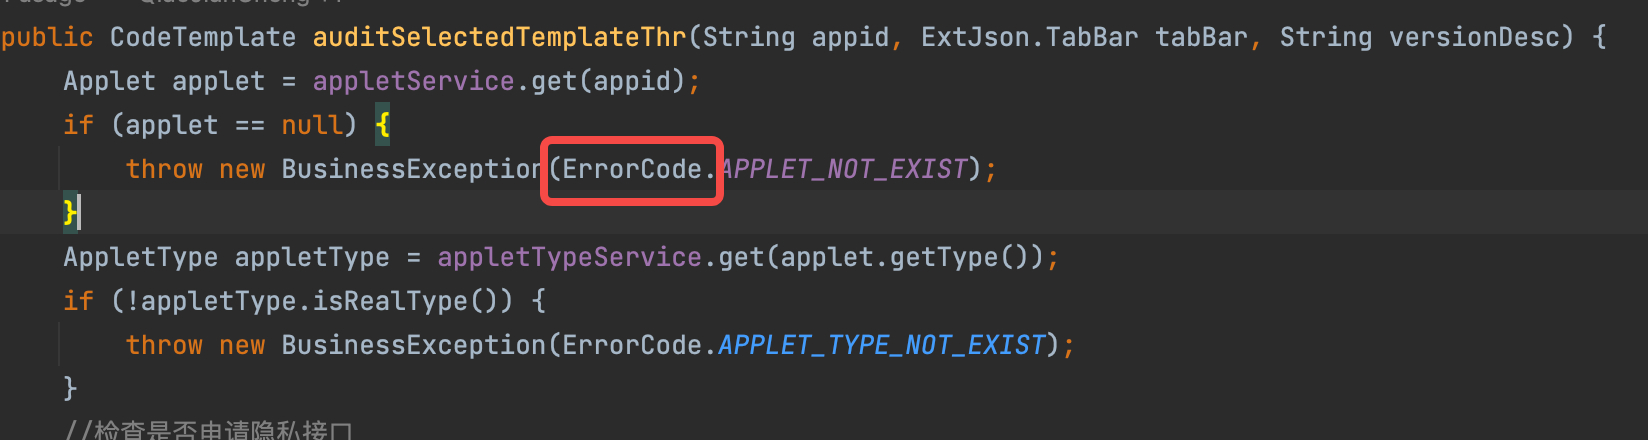 public CodeTemplate auditSelectedTemplateThr(String appid, ExtJson.TabBar tabBar, String versionDesc) {
Applet applet = appletService.get(appid);
if (applet == null) {
throw new BusinessException(ErrorCode.APPLET_NOT_EXIST);
}
AppletType appletType = appletTypeService.get(applet.getType());
if (!appletType.isRealType()) {
throw new BusinessException(ErrorCode.APPLET_TYPE_NOT_EXIST);
}
//检查是否申请隐私接口